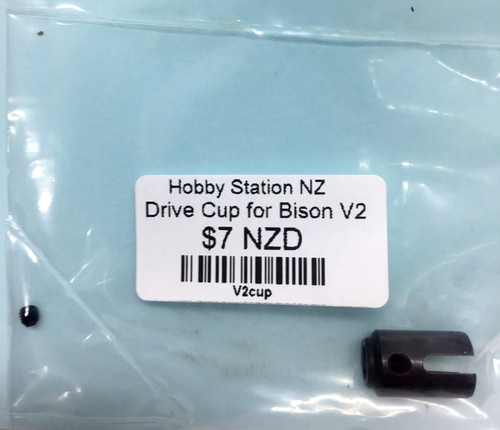 Hobby Station NZ
Drive Cup for Bison V2
$7 NZD
V2cup